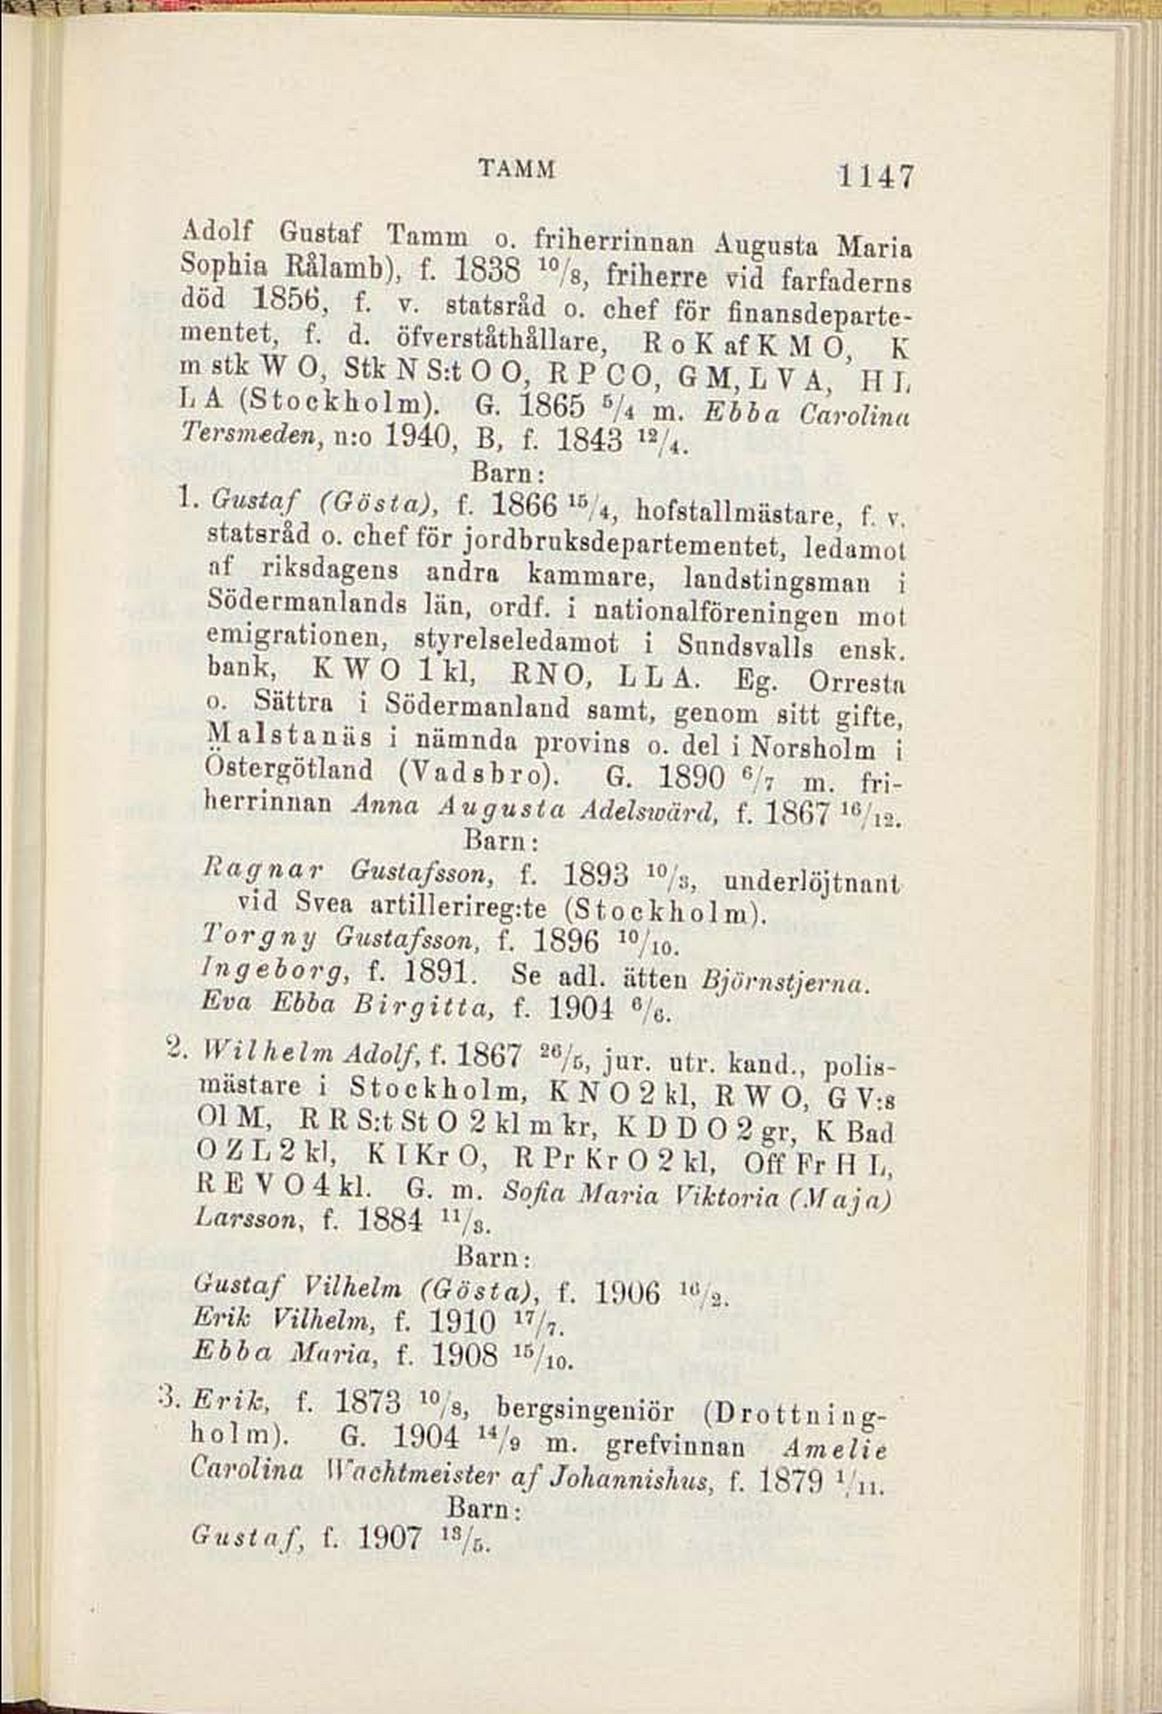 TAMM 1147
Adolf Gustaf Tamm o. friherrinnan Augusta Maria
Sophia Rålamb), f. 1838 10/8, friherre vid farfaderns
död 1856, f. v. statsråd o. chef för finansdeparte-
mentet, f. d. öfverståthållare, R o K af K M O, K
m stk W O, Stk N S:t O O, R P C O, G M, L V A, H L
L A (Stockholm). G. 1865 5/4 m. Ebba Carolina
Tersmeden, n:o 1940, B, f. 1843 12/4.
Barn:
1. Gustaf (Gösta), f. 1866 15/4, hofstallmästare, f. v.
statsråd o. chef för jordbruksdepartementet, ledamot
af riksdagens andra kammare, landstingsman i
Södermanlands län, ordf. i nationalföreningen mot
emigrationen, styrelseledamot i Sundsvalls ensk.
bank, K W O 1 kl, R N O, L L A. Eg. Orresta
o. Sättra i Södermanland samt, genom sitt gifte,
Malstanäs i nämnda provins o. del i Norsholm i
Östergötland (Vadsbro). G. 1890 6/7 m. fri-
herrinnan Anna Augusta Adelswärd, f. 1867 16/12.
Barn:
Ragnar Gustafsson, f. 1893 10/3, underlöjtnant
vid Svea artillerireg:te (Stockholm).
Torgny Gustafsson, f. 1896 10/10.
Ingeborg, f. 1891. Se adl. ätten Björnstjerna.
Eva Ebba Birgitta, f. 1904 6/6.
2. Wilhelm Adolf, f. 1867 26/5, jur. utr. kand., polis-
mästare i Stockholm, K N O 2 kl, R W O, G V:s
Ol M, R R S:t St O 2 kl m kr, K D D O 2 gr, K Bad
O Z L 2 kl, K I Kr O, R Pr Kr O 2 kl, Off Fr H L,
R E V O 4 kl. G. m. Sofia Maria Viktoria (Maja)
Larsson, f. 1884 11/3.
Barn:
Gustaf Vilhelm (Gösta), f. 1906 16/2.
Erik Vilhelm, f. 1910 17/7.
Ebba Maria, f. 1908 15/10.
3. Erik, f. 1873 10/8, bergsingeniör (Drottning-
holm). G. 1904 14/9 m. grefvinnan Amelie
Carolina Wachtmeister af Johannishus, f. 1879 1/11.
Barn:
Gustaf, f. 1907 13/5.